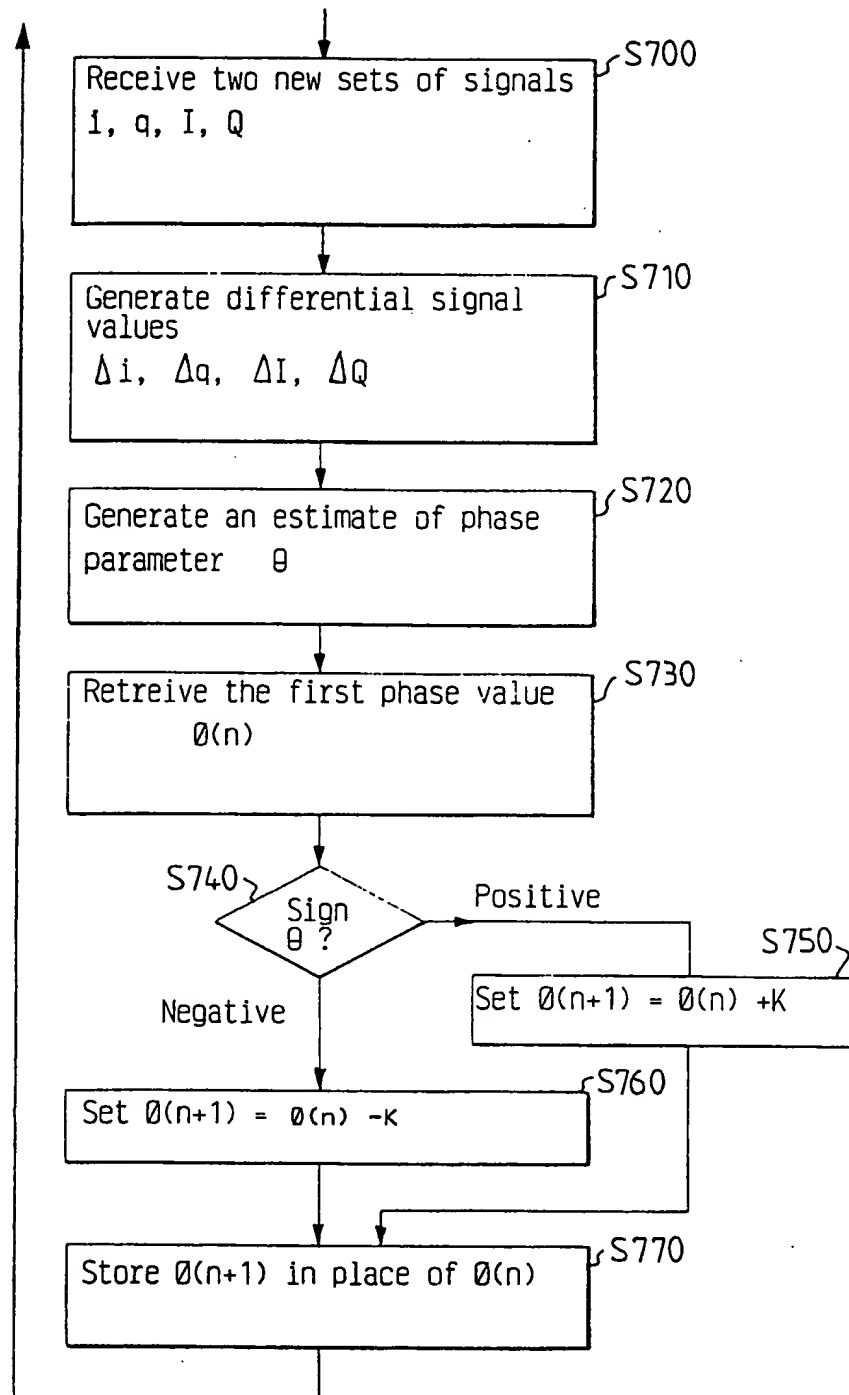 S700
Receive two new sets of signals
i, q, I, Q
S710
Generate differential signal
values
Δi, Δq, ΔI, ΔQ
S720
Generate an estimate of phase
parameter θ
S730
Retreive the first phase value
Ø(n)
S740
Sign
θ ?
Positive
Negative
S750
Set Ø(n+1) = Ø(n) +K
S760
Set Ø(n+1) = Ø(n) -K
S770
Store Ø(n+1) in place of Ø(n)